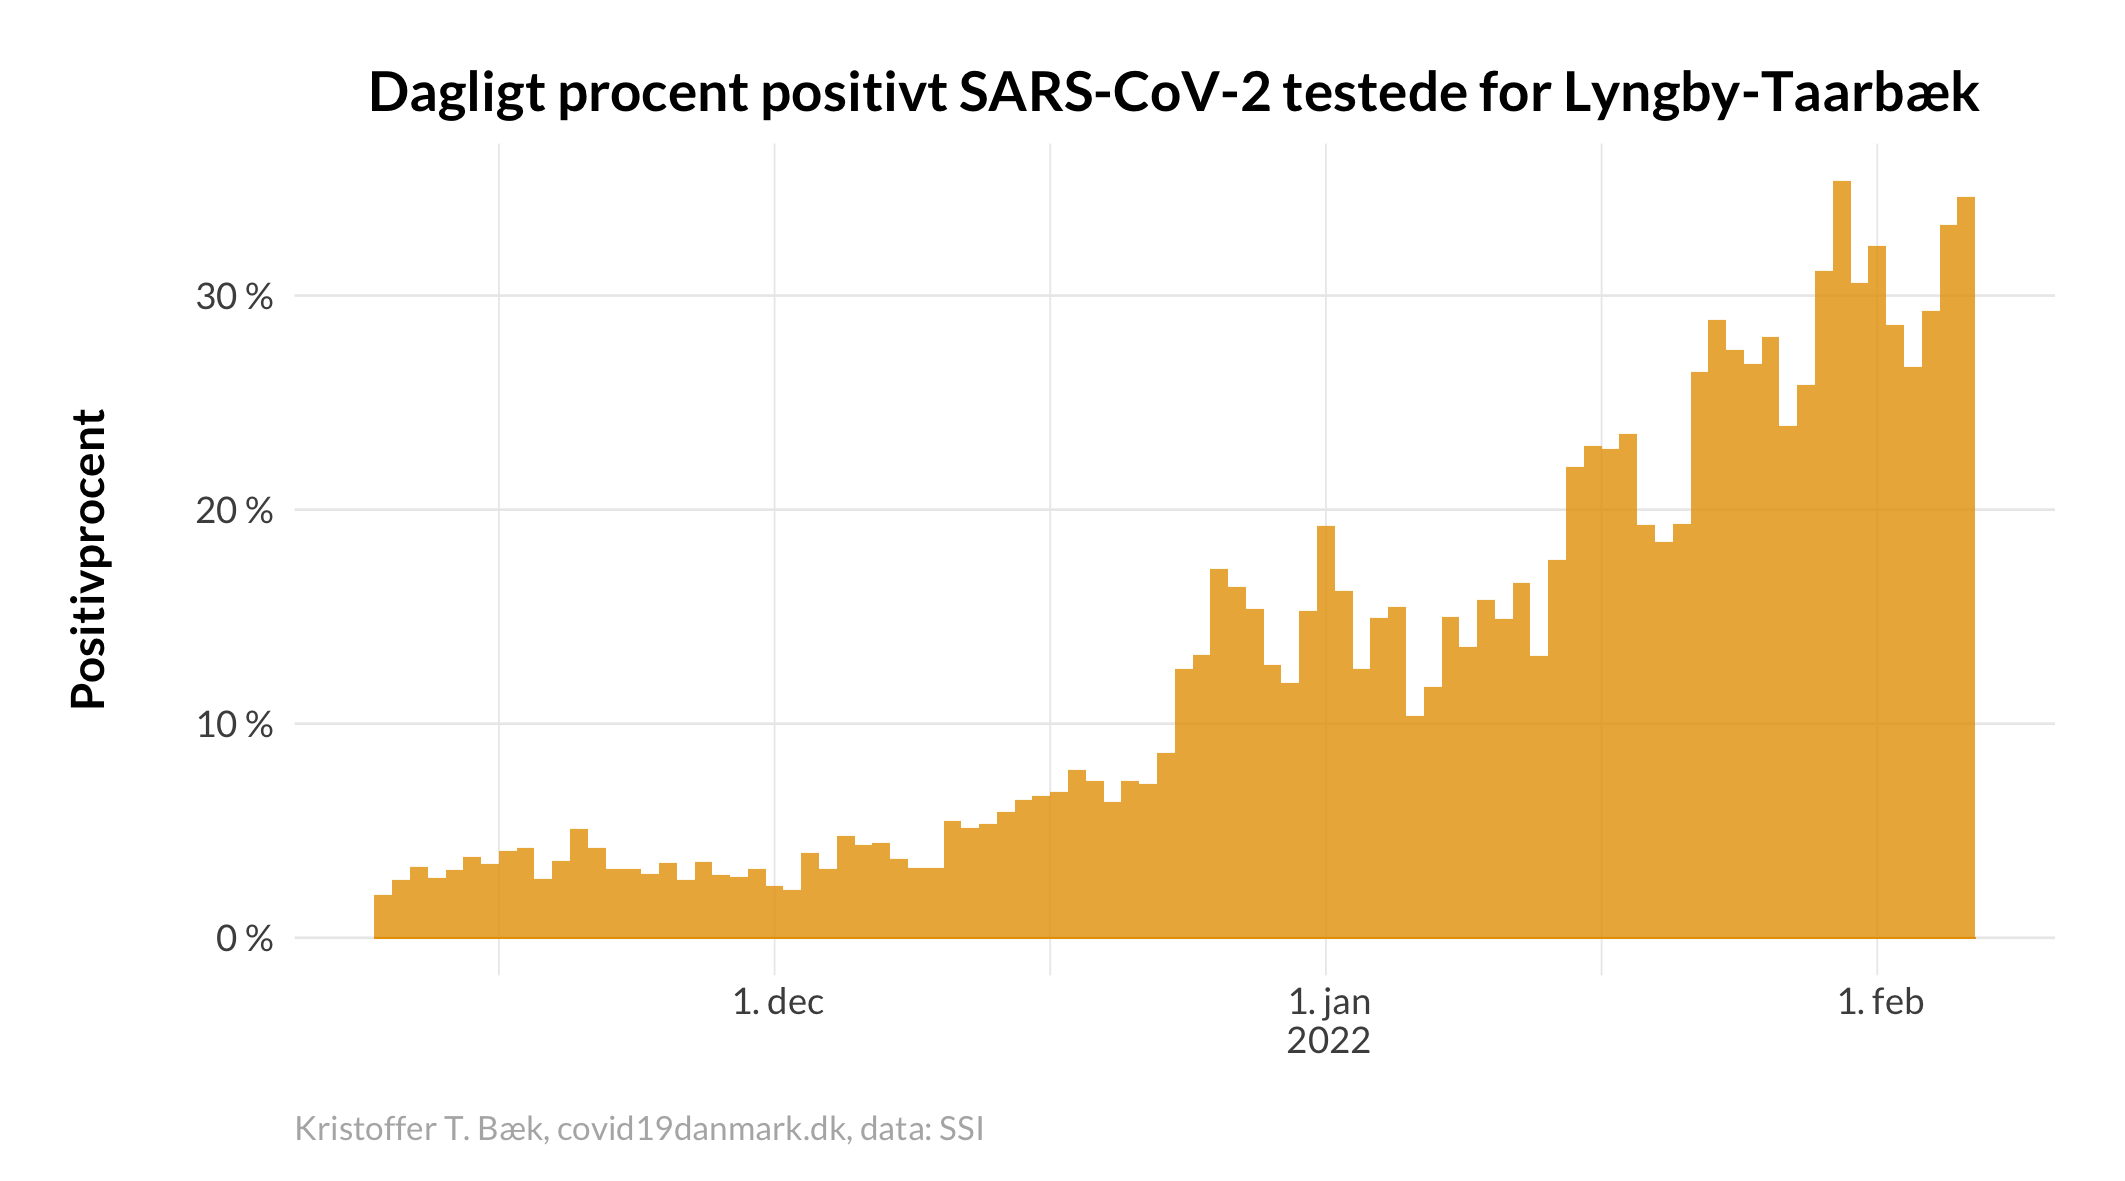 Dagligt procent positivt SARS-CoV-2 testede for Lyngby-Taarbæk
Positivprocent
30 %
20 %
10 %
0 %
1. dec
1. jan
2022
1. feb
Kristoffer T. Bæk, covid19danmark.dk, data: SSI